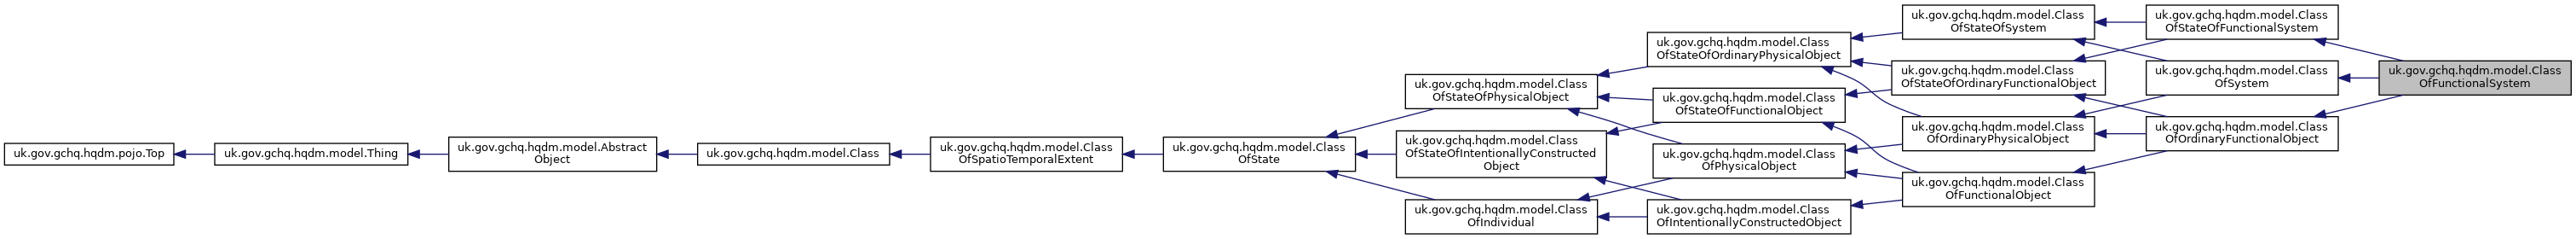 uk.gov.gchq.hqdm.pojo.Top
uk.gov.gchq.hqdm.model.Thing
uk.gov.gchq.hqdm.model.Abstract
Object
uk.gov.gchq.hqdm.model.Class
uk.gov.gchq.hqdm.model.Class
OfSpatioTemporalExtent
uk.gov.gchq.hqdm.model.Class
OfState
uk.gov.gchq.hqdm.model.Class
OfStateOfPhysicalObject
uk.gov.gchq.hqdm.model.Class
OfStateOfIntentionallyConstructed
Object
uk.gov.gchq.hqdm.model.Class
OfIndividual
uk.gov.gchq.hqdm.model.Class
OfStateOfOrdinaryPhysicalObject
uk.gov.gchq.hqdm.model.Class
OfStateOfFunctionalObject
uk.gov.gchq.hqdm.model.Class
OfPhysicalObject
uk.gov.gchq.hqdm.model.Class
OfIntentionallyConstructedObject
uk.gov.gchq.hqdm.model.Class
OfStateOfSystem
uk.gov.gchq.hqdm.model.Class
OfStateOfOrdinaryFunctionalObject
uk.gov.gchq.hqdm.model.Class
OfOrdinaryPhysicalObject
uk.gov.gchq.hqdm.model.Class
OfFunctionalObject
uk.gov.gchq.hqdm.model.Class
OfStateOfFunctionalSystem
uk.gov.gchq.hqdm.model.Class
OfSystem
uk.gov.gchq.hqdm.model.Class
OfOrdinaryFunctionalObject
uk.gov.gchq.hqdm.model.Class
OfFunctionalSystem